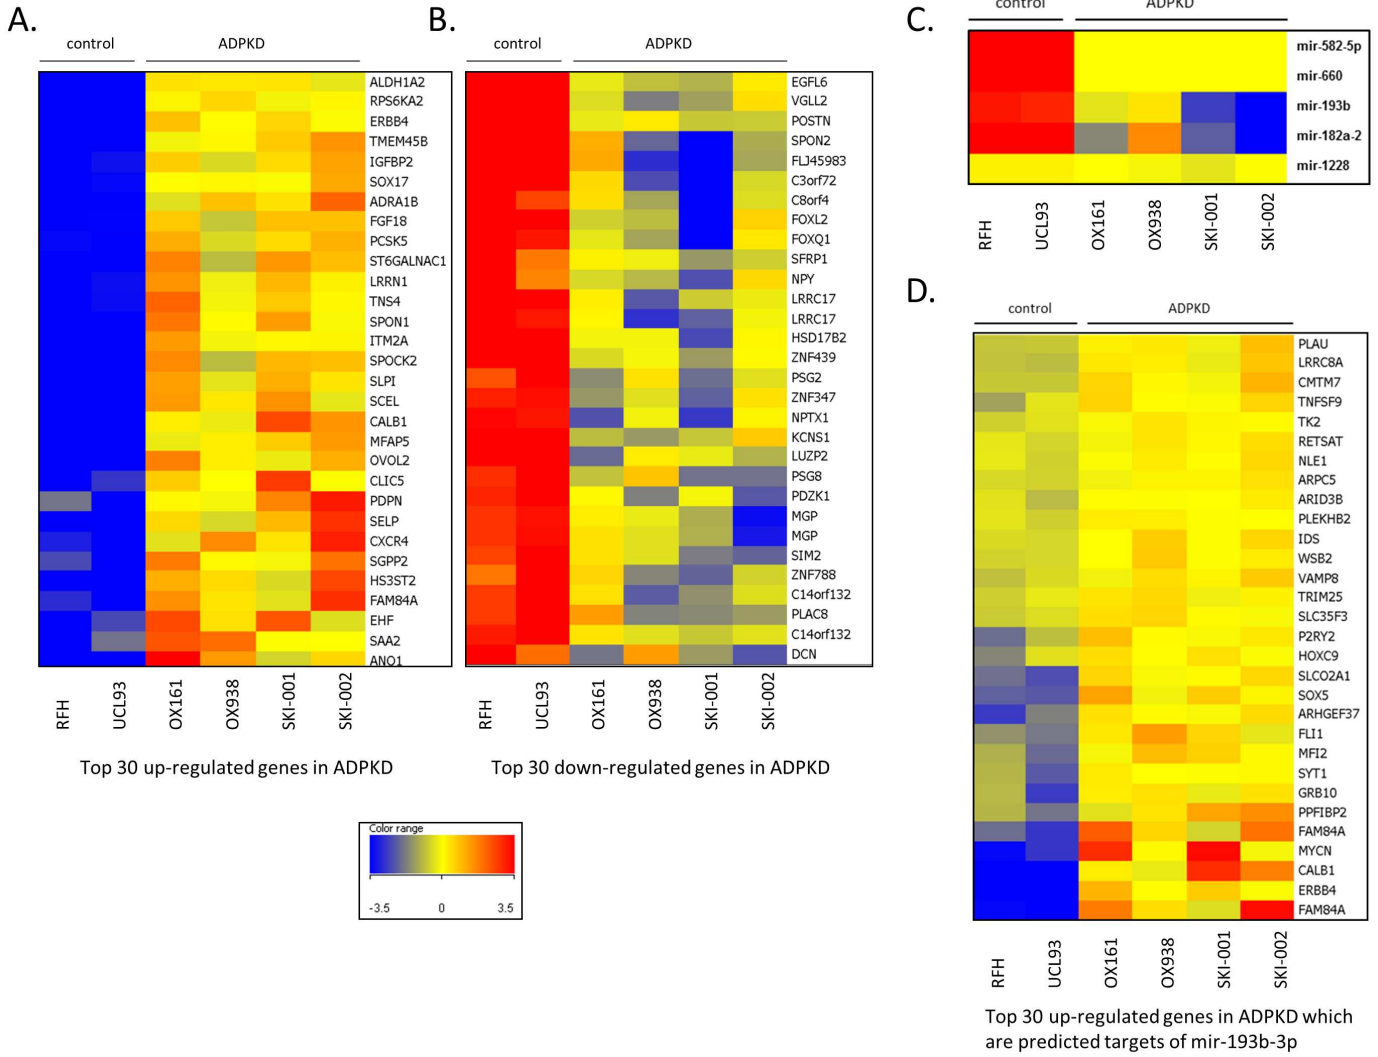 A.
control
ADPKD
ALDH1A2
RPS6KA2
ERBB4
TMEM45B
IGFBP2
SOX17
ADRA1B
FGF18
PCSK5
ST6GALNAC1
LRRN1
TNS4
SPON1
ITM2A
SPOCK2
SLPI
SCEL
CALB1
MFAP5
OVOL2
CLIC5
PDPN
SELP
CXCR4
SGPP2
HS3ST2
FAM84A
EHF
SAA2
ANO1
RFH
UCL93
OX161
OX938
SKI-001
SKI-002
Top 30 up-regulated genes in ADPKD
B.
control
ADPKD
EGFL6
VGLL2
POSTN
SPON2
FLJ45983
C3orf72
C8orf4
FOXL2
FOXQ1
SFRP1
NPY
LRRC17
LRRC17
HSD17B2
ZNF439
PSG2
ZNF347
NPTX1
KCNS1
LUZP2
PSG8
PDZK1
MGP
MGP
SIM2
ZNF788
C14orf132
PLAC8
C14orf132
DCN
RFH
UCL93
OX161
OX938
SKI-001
SKI-002
Top 30 down-regulated genes in ADPKD
Color range
-3.5
0
3.5
C.
control
ADPKD
mir-582-5p
mir-660
mir-193b
mir-182a-2
mir-1228
RFH
UCL93
OX161
OX938
SKI-001
SKI-002
D.
control
ADPKD
PLAU
LRRC8A
CMTM7
TNFSF9
TK2
RETSAT
NLE1
ARPC5
ARID3B
PLEKHB2
IDS
WSB2
VAMP8
TRIM25
SLC35F3
P2RY2
HOXC9
SLCO2A1
SOX5
ARHGEF37
FLI1
MFI2
SYT1
GRB10
PPFIBP2
FAM84A
MYCN
CALB1
ERBB4
FAM84A
RFH
UCL93
OX161
OX938
SKI-001
SKI-002
Top 30 up-regulated genes in ADPKD which
are predicted targets of mir-193b-3p